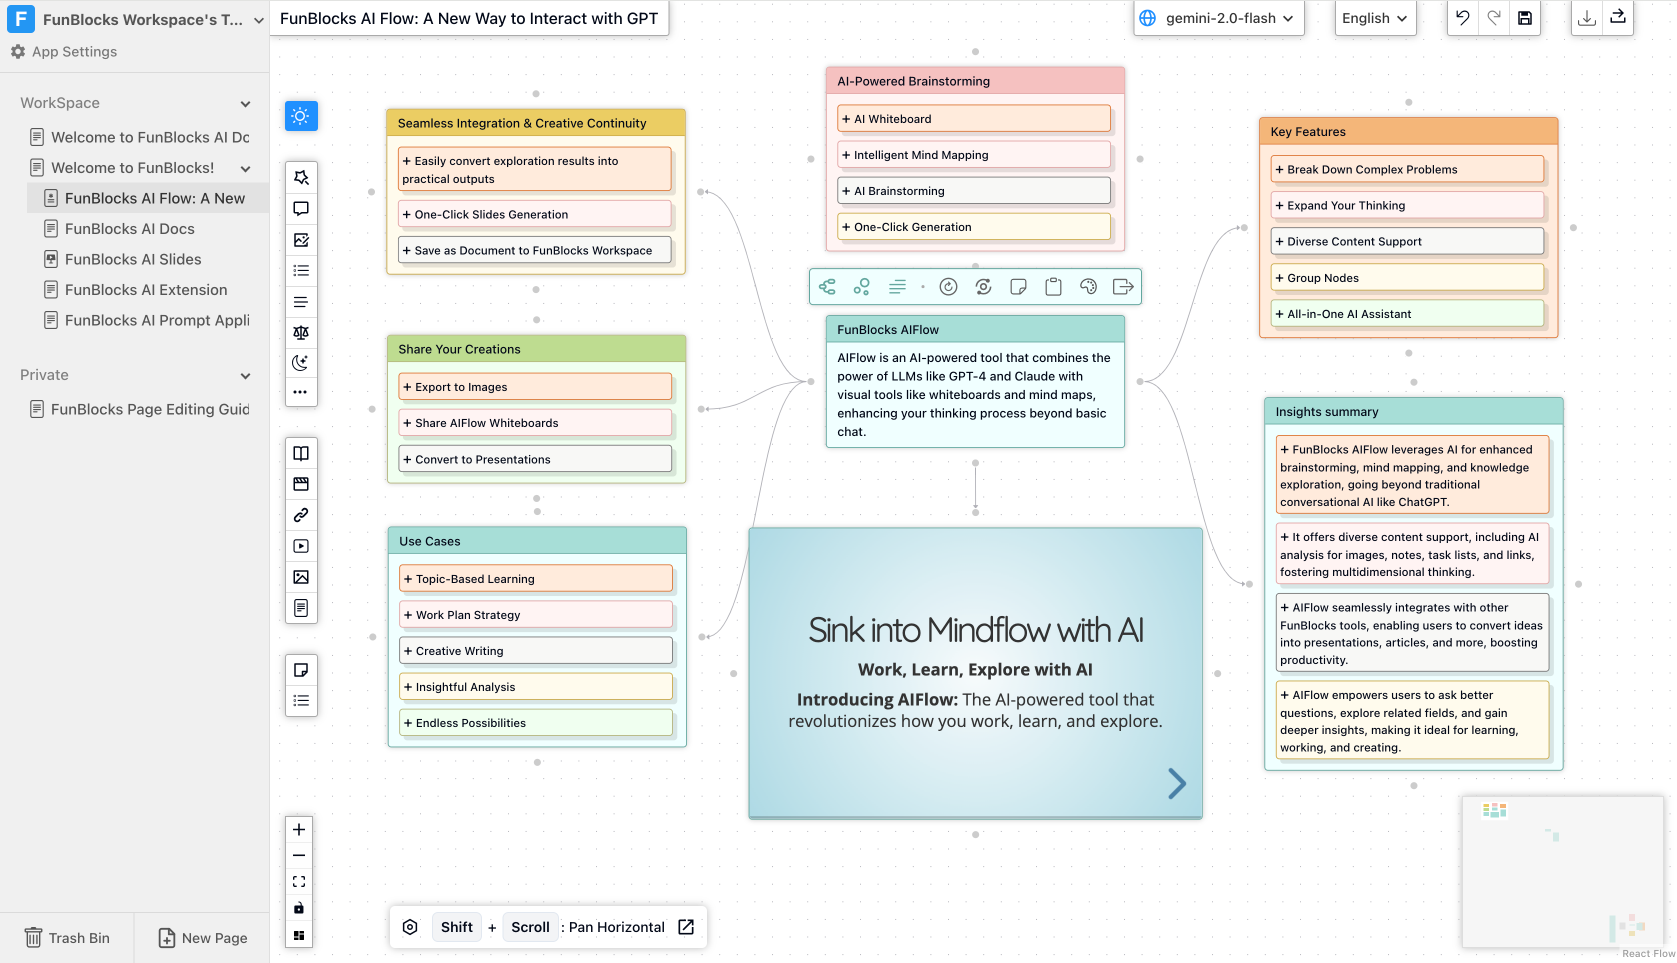 F FunBlocks Workspace's T...
App Settings
WorkSpace
Welcome to FunBlocks AI Dc
Welcome to FunBlocks!
FunBlocks AI Flow: A New
FunBlocks AI Docs
FunBlocks AI Slides
FunBlocks AI Extension
FunBlocks AI Prompt Appli
Private
FunBlocks Page Editing Guid
Trash Bin
New Page
FunBlocks AI Flow: A New Way to Interact with GPT
gemini-2.0-flash
English
Seamless Integration & Creative Continuity
+ Easily convert exploration results into
practical outputs
+ One-Click Slides Generation
+ Save as Document to FunBlocks Workspace
Share Your Creations
+ Export to Images
+ Share AIFlow Whiteboards
+ Convert to Presentations
Use Cases
+ Topic-Based Learning
+ Work Plan Strategy
+ Creative Writing
+ Insightful Analysis
+ Endless Possibilities
AI-Powered Brainstorming
+ AI Whiteboard
+ Intelligent Mind Mapping
+ AI Brainstorming
+ One-Click Generation
FunBlocks AIFlow
AIFlow is an AI-powered tool that combines the
power of LLMs like GPT-4 and Claude with
visual tools like whiteboards and mind maps,
enhancing your thinking process beyond basic
chat.
Sink into Mindflow with AI
Work, Learn, Explore with AI
Introducing AIFlow: The AI-powered tool that
revolutionizes how you work, learn, and explore.
Key Features
+ Break Down Complex Problems
+ Expand Your Thinking
+ Diverse Content Support
+ Group Nodes
+ All-in-One AI Assistant
Insights summary
+ FunBlocks AIFlow leverages AI for enhanced
brainstorming, mind mapping, and knowledge
exploration, going beyond traditional
conversational AI like ChatGPT.
+ It offers diverse content support, including AI
analysis for images, notes, task lists, and links,
fostering multidimensional thinking.
+ AIFlow seamlessly integrates with other
FunBlocks tools, enabling users to convert ideas
into presentations, articles, and more, boosting
productivity.
+ AIFlow empowers users to ask better
questions, explore related fields, and gain
deeper insights, making it ideal for learning,
working, and creating.
Shift + Scroll : Pan Horizontal
React Flow